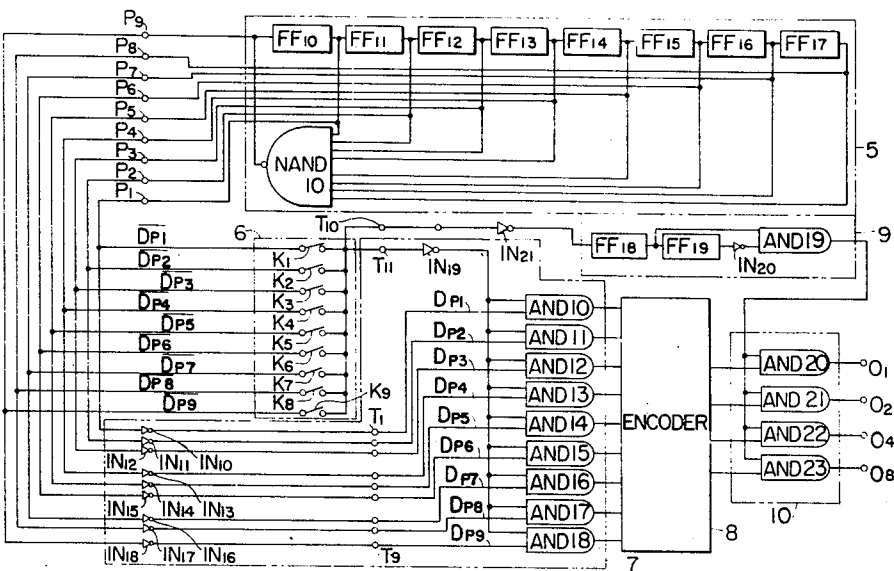 P9
P8
P7
P6
P5
P4
P3
P2
P1
FF10
FF11
FF12
FF13
FF14
FF15
FF16
FF17
NAND
10
5
T10
6
IN21
FF18
FF19
IN20
AND19
9
DP1
DP2
DP3
DP4
DP5
DP6
DP7
DP8
DP9
K1
K2
K3
K4
K5
K6
K7
K8
K9
T11
IN19
T1
DP1
DP2
DP3
DP4
DP5
DP6
DP7
DP8
DP9
AND10
AND11
AND12
AND13
AND14
AND15
AND16
AND17
AND18
ENCODER
AND20
AND21
AND22
AND23
O1
O2
O4
O8
10
8
7
IN12
IN11
IN10
IN15
IN14
IN13
IN18
IN17
IN16
T9